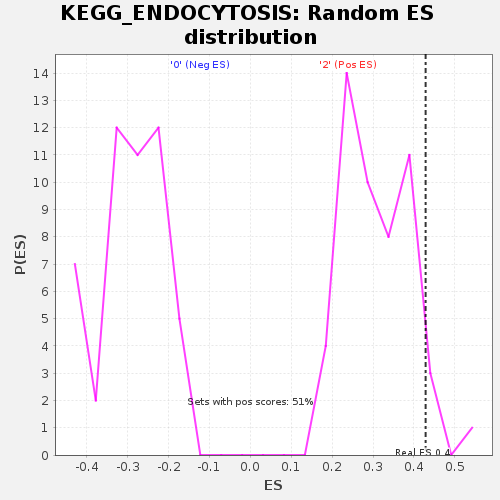 KEGG_ENDOCYTOSIS: Random ES
distribution
'0' (Neg ES) '2' (Pos ES)
14
13
12
11
10
9
8
7
6
5
4
3
2
1
0
P(ES)
Sets with pos scores: 51%
Real ES 0.4
-0.4 -0.3 -0.2 -0.1 0.0 0.1 0.2 0.3 0.4 0.5
ES